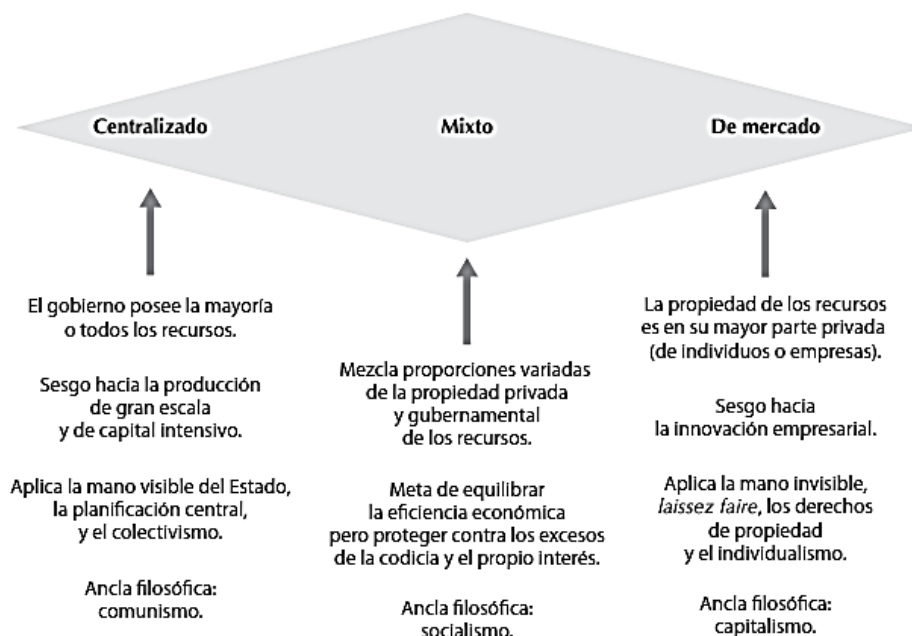 Centralizado
Mixto
De mercado
El gobierno posee la mayoría
o todos los recursos.
Sesgo hacia la producción
de gran escala
y de capital intensivo.
Aplica la mano visible del Estado,
la planificación central,
y el colectivismo.
Ancla filosófica:
comunismo.
Mezcla proporciones variadas
de la propiedad privada
y gubernamental
de los recursos.
Meta de equilibrar
la eficiencia económica
pero proteger contra los excesos
de la codicia y el propio interés.
Ancla filosófica:
socialismo.
La propiedad de los recursos
es en su mayor parte privada
(de individuos o empresas).
Sesgo hacia
la innovación empresarial.
Aplica la mano invisible,
laissez faire, los derechos
de propiedad
y el individualismo.
Ancla filosófica:
capitalismo.